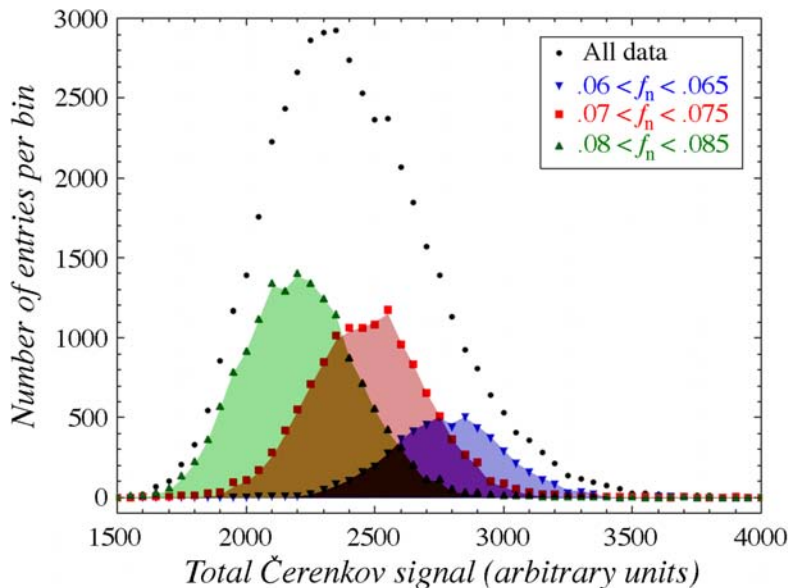 3000
2500
2000
1500
1000
500
0
Number of entries per bin
All data
.06 < fn < .065
.07 < fn < .075
.08 < fn < .085
1500 2000 2500 3000 3500 4000
Total Čerenkov signal (arbitrary units)